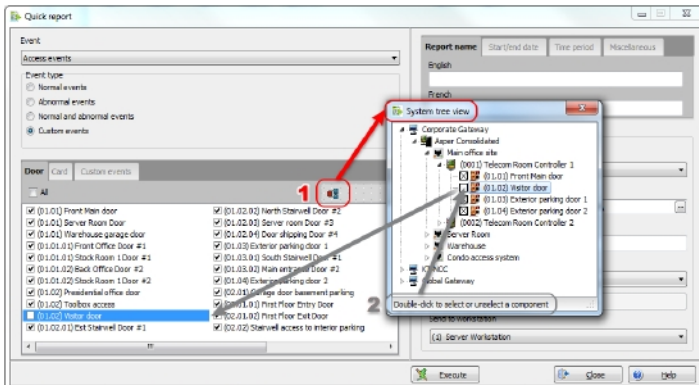 Quick report
Event
Access events
Event type
Normal events
Abnormal events
Normal and abnormal events
Custom events
Door Card Custom events
All
1
(01.01) Front Main door
(01.01) Server Room Door
(01.01) Warehouse garage door
(01.01.01) Front Office Door #1
(01.01.01) Stock Room 1 Door #1
(01.01.02) Back Office Door #2
(01.01.02) Stock Room 1 Door #2
(01.02) Presidential office door
(01.02) Toolbox access
(01.02) Visitor door
(01.02.01) Est Stairwell Door #1
(01.02.02) North Stairwell Door #2
(01.02.03) Server room Door #3
(01.02.04) Door shipping Door #4
(01.03) Exterior parking door 1
(01.03.01) South Stairwell Door
(01.03.02) Main entrance Door #2
(01.04) Exterior parking door 2
(02.01) Garage door basement parking
(02.01.01) First Floor Entry Door
(02.01.02) First Floor Exit Door
(02.02) Stairwell access to interior parking
Report name Start/end date Time period Miscellaneous
English
French
System tree view
Corporate Gateway
Asper Consolidated
Main office site
(0001) Telecom Room Controller 1
(01.01) Front Main door
(01.02) Visitor door
(01.03) Exterior parking door 1
(01.04) Exterior parking door 2
(0002) Telecom Room Controller 2
Server Room
Warehouse
Condo access system
Global Gateway
2
Double-click to select or unselect a component
Send to workstation
(1) Server Workstation
Execute
Close
Help